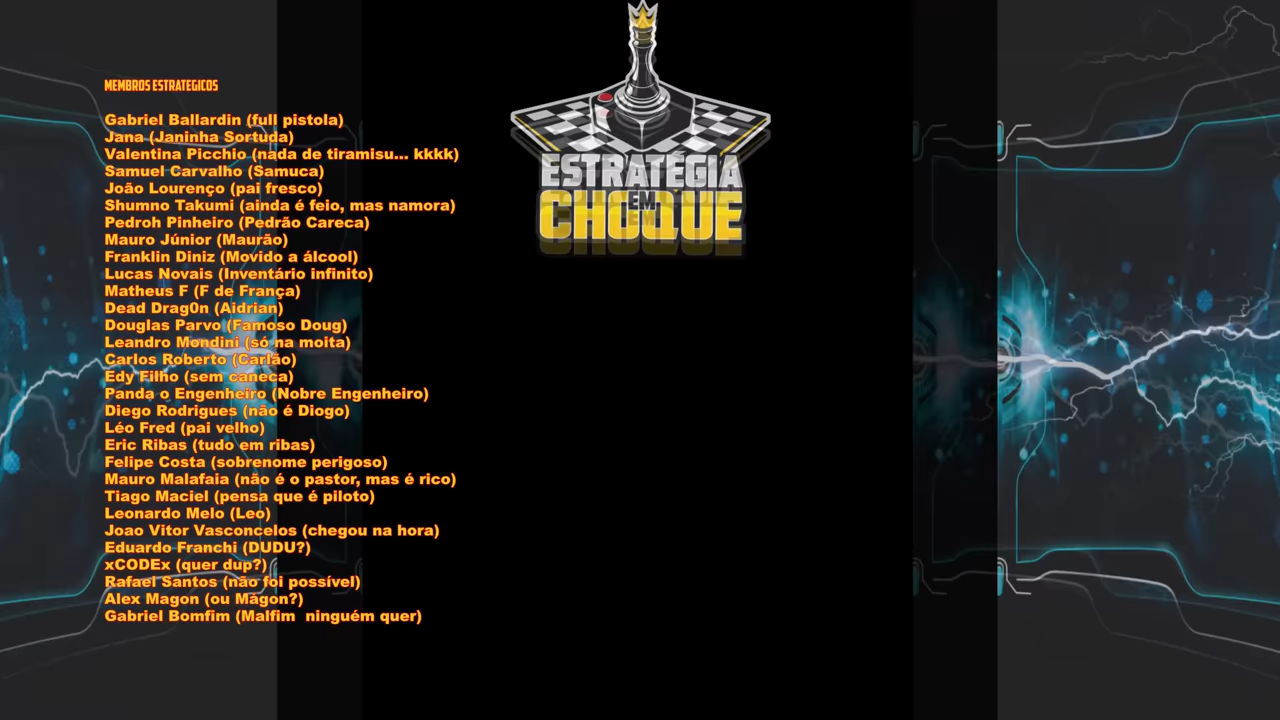 MEMBROS ESTRATEGICOS
Gabriel Ballardin (full pistola)
Jana (Janinha Sortuda)
Valentina Picchio (nada de tiramisu... kkkk)
Samuel Carvalho (Samuca)
João Lourenço (pai fresco)
Shumno Takumi (ainda é feio, mas namora)
Pedroh Pinheiro (Pedrão Careca)
Mauro Júnior (Maurão)
Franklin Diniz (Movido a álcool)
Lucas Novais (Inventário infinito)
Matheus F (F de França)
Dead Drag0n (Aidrian)
Douglas Parvo (Famoso Doug)
Leandro Mondini (só na moita)
Carlos Roberto (Carlão)
Edy Filho (sem caneca)
Panda o Engenheiro (Nobre Engenheiro)
Diego Rodrigues (não é Diogo)
Léo Fred (pai velho)
Eric Ribas (tudo em ribas)
Felipe Costa (sobrenome perigoso)
Mauro Malafaia (não é o pastor, mas é rico)
Tiago Maciel (pensa que é piloto)
Leonardo Melo (Leo)
Joao Vitor Vasconcelos (chegou na hora)
Eduardo Franchi (DUDU?)
xCODEx (quer dup?)
Rafael Santos (não foi possível)
Alex Magon (ou Mágon?)
Gabriel Bomfim (Malfim  ninguém quer)
ESTRATÉGIA
EM
CHOQUE